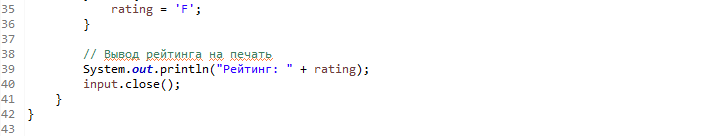 35 rating = 'F';
36 }
37
38 // Вывод рейтинга на печать
39 System.out.println("Рейтинг: " + rating);
40 input.close();
41 }
42 }
43